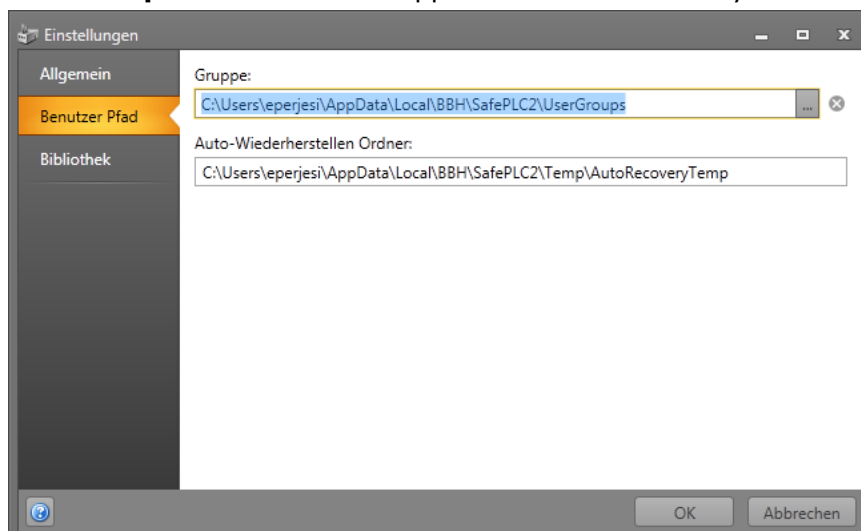 Einstellungen
Allgemein
Benutzer Pfad
Bibliothek
Gruppe:
C:\Users\eperjesi\AppData\Local\BBH\SafePLC2\UserGroups
...
Auto-Wiederherstellen Ordner:
C:\Users\eperjesi\AppData\Local\BBH\SafePLC2\Temp\AutoRecoveryTemp
OK
Abbrechen